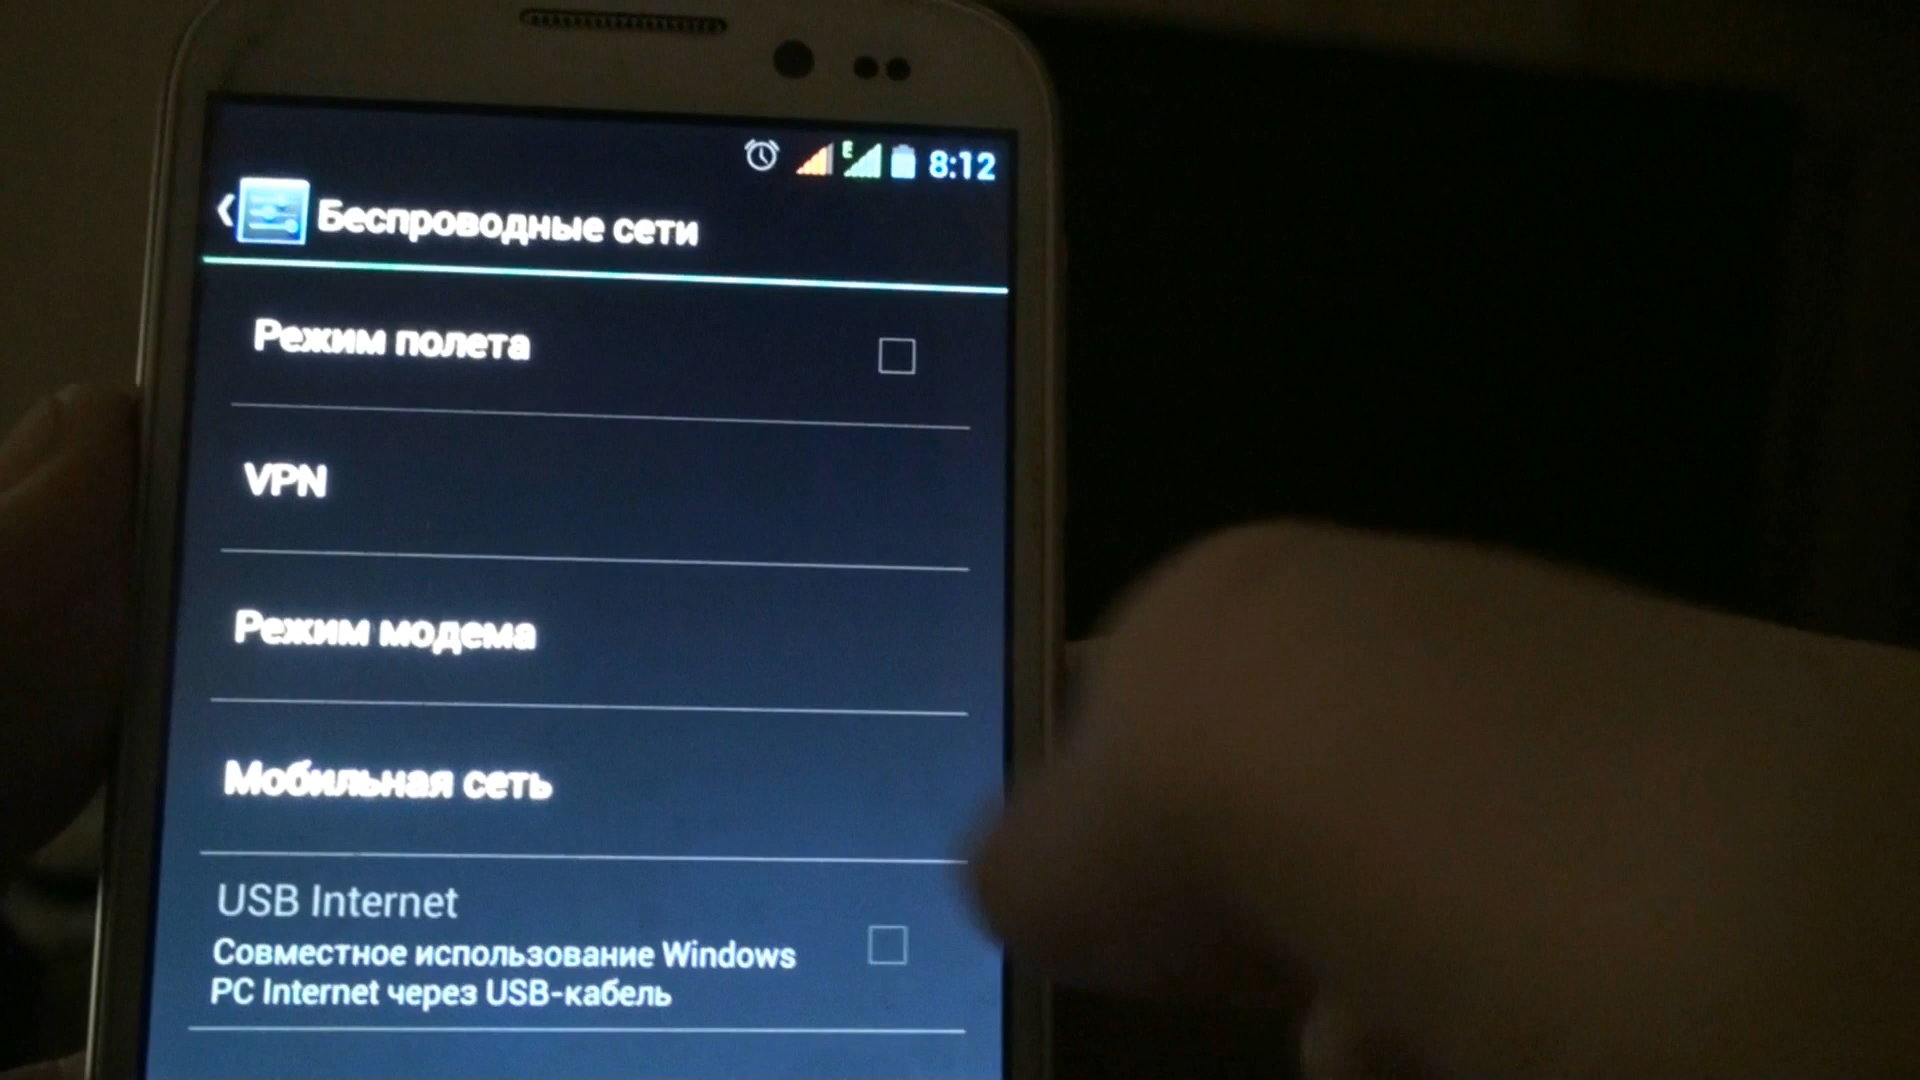 E 8:12
Беспроводные сети
Режим полета
VPN
Режим модема
Мобильная сеть
USB Internet
Совместное использование Windows
PC Internet через USB-кабель